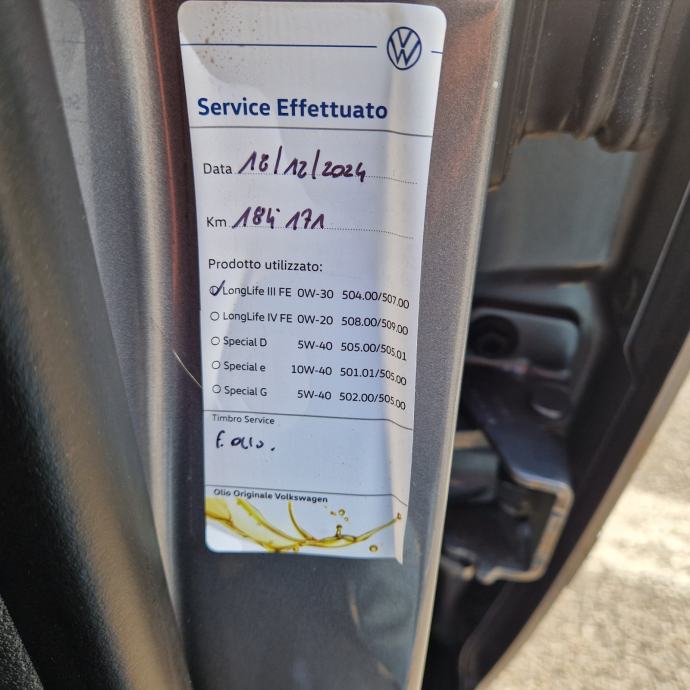 Service Effettuato
Data 18/12/2024
Km 184 171
Prodotto utilizzato:
LongLife III FE 0W-30 504.00/507.00
LongLife IV FE 0W-20 508.00/509.00
Special D 5W-40 505.00/505.01
Special e 10W-40 501.01/505.00
Special G 5W-40 502.00/505.00
Timbro Service
Olio Originale Volkswagen